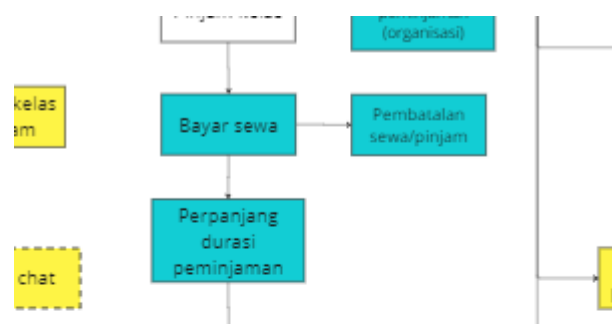 (organisasi)
kelas
Bayar sewa
Pembatalan
sewa/pinjam
Perpanjang
durasi
peminjaman
chat